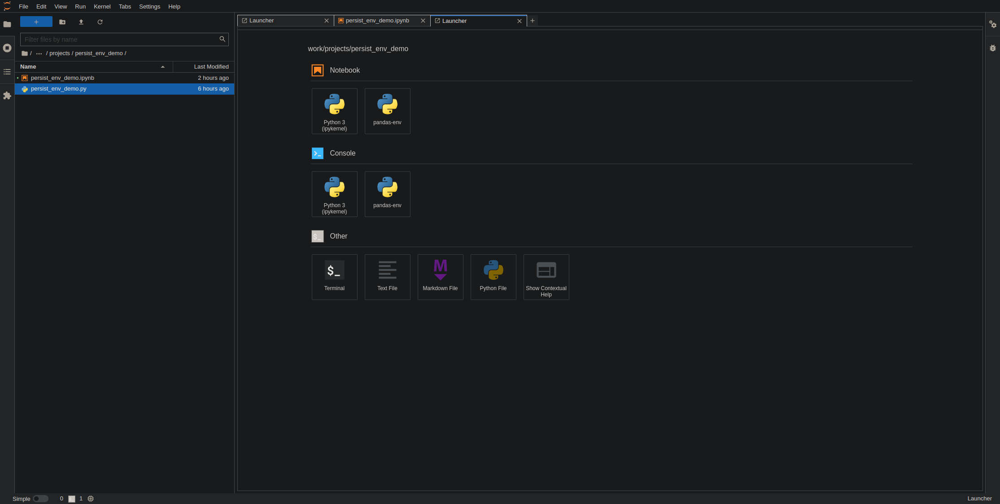 File Edit View Run Kernel Tabs Settings Help
Launcher
persist_env_demo.ipynb
Launcher
Filter files by name
/ ... / projects / persist_env_demo /
Name Last Modified
persist_env_demo.ipynb 2 hours ago
persist_env_demo.py 6 hours ago
work/projects/persist_env_demo
Notebook
Python 3
(ipykernel)
pandas-env
Console
Python 3
(ipykernel)
pandas-env
$_ Other
$_
Terminal
Text File
M
Markdown File
Python File
Show Contextual
Help
Simple 0 $_ 1 Launcher